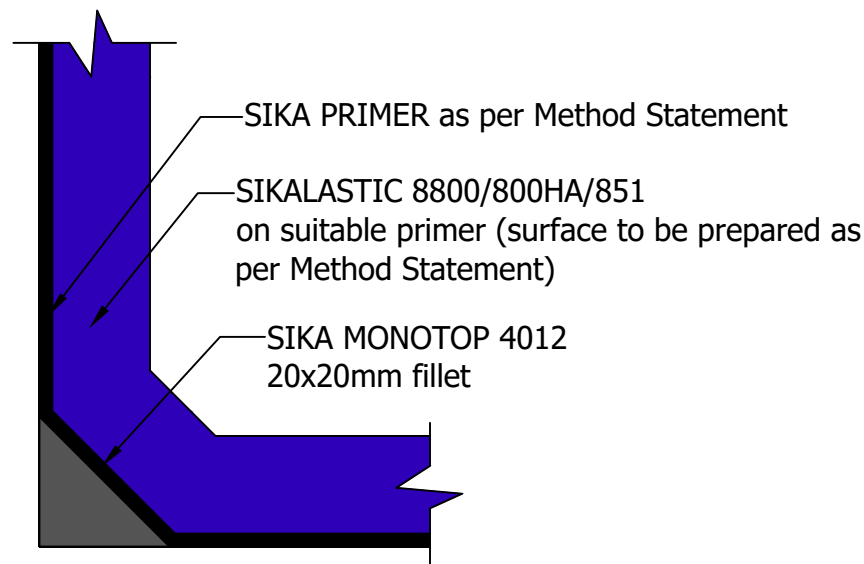 SIKA PRIMER as per Method Statement
SIKALASTIC 8800/800HA/851
on suitable primer (surface to be prepared as
per Method Statement)
SIKA MONOTOP 4012
20x20mm fillet